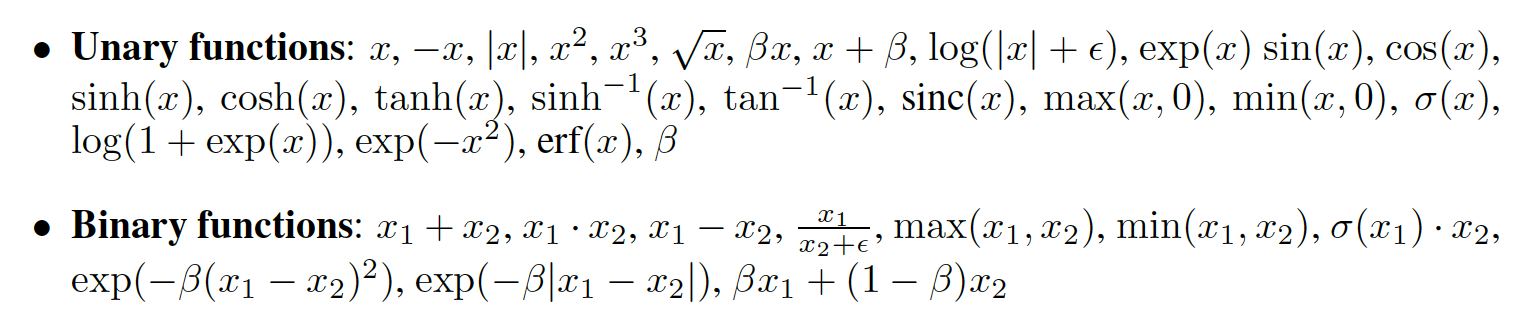 • Unary functions: x, −x, |x|, x², x³, √x, βx, x + β, log(|x| + ϵ), exp(x) sin(x), cos(x),
sinh(x), cosh(x), tanh(x), sinh⁻¹(x), tan⁻¹(x), sinc(x), max(x, 0), min(x, 0), σ(x),
log(1 + exp(x)), exp(−x²), erf(x), β
• Binary functions: x₁ + x₂, x₁ · x₂, x₁ − x₂, x₁/(x₂+ϵ), max(x₁, x₂), min(x₁, x₂), σ(x₁) · x₂,
exp(−β(x₁ − x₂)²), exp(−β|x₁ − x₂|), βx₁ + (1 − β)x₂